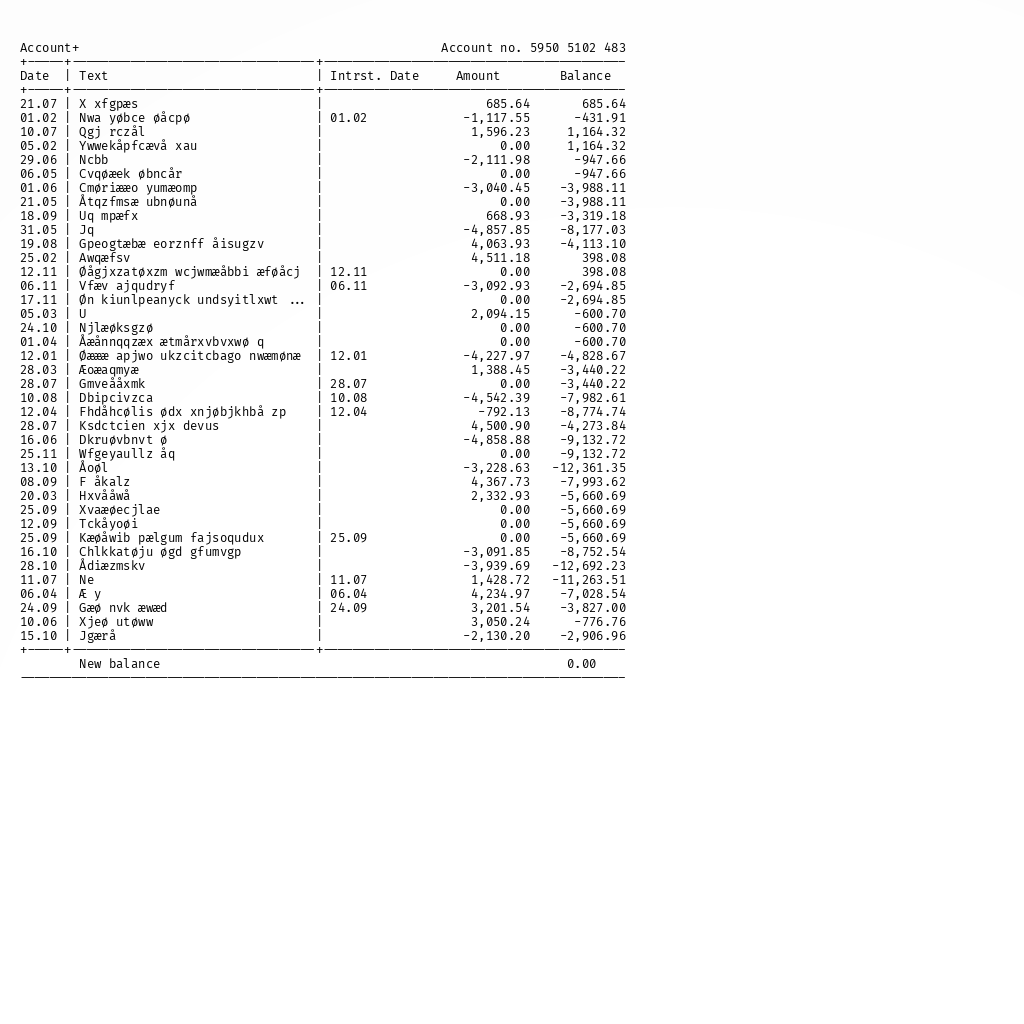 Account+ Account no. 5950 5102 483
Date | Text | Intrst. Date Amount Balance
21.07 | X xfgpæs | 685.64 685.64
01.02 | Nwa yøbce øåcpø | 01.02 -1,117.55 -431.91
10.07 | Qgj rczål | 1,596.23 1,164.32
05.02 | Ywwekåpfcævå xau | 0.00 1,164.32
29.06 | Ncbb | -2,111.98 -947.66
06.05 | Cvqøæek øbncår | 0.00 -947.66
01.06 | Cmøriææo yumæomp | -3,040.45 -3,988.11
21.05 | Åtqzfmsæ ubnøunå | 0.00 -3,988.11
18.09 | Uq mpæfx | 668.93 -3,319.18
31.05 | Jq | -4,857.85 -8,177.03
19.08 | Gpeogtæbæ eorznff åisugzv | 4,063.93 -4,113.10
25.02 | Awqæfsv | 4,511.18 398.08
12.11 | Øågjxzatøxzm wcjwmæåbbi æføåcj | 12.11 0.00 398.08
06.11 | Vfæv ajqudryf | 06.11 -3,092.93 -2,694.85
17.11 | Øn kiunlpeanyck undsyitlxwt ... | 0.00 -2,694.85
05.03 | U | 2,094.15 -600.70
24.10 | Njlæøksgzø | 0.00 -600.70
01.04 | Åæånnqqzæx ætmårxvbvxwø q | 0.00 -600.70
12.01 | Øæææ apjwo ukzcitcbago nwæmønæ | 12.01 -4,227.97 -4,828.67
28.03 | Æoæaqmyæ | 1,388.45 -3,440.22
28.07 | Gmveååxmk | 28.07 0.00 -3,440.22
10.08 | Dbipcivzca | 10.08 -4,542.39 -7,982.61
12.04 | Fhdåhcølis ødx xnjøbjkhbå zp | 12.04 -792.13 -8,774.74
28.07 | Ksdctcien xjx devus | 4,500.90 -4,273.84
16.06 | Dkruøvbnvt ø | -4,858.88 -9,132.72
25.11 | Wfgeyaullz åq | 0.00 -9,132.72
13.10 | Åoøl | -3,228.63 -12,361.35
08.09 | F åkalz | 4,367.73 -7,993.62
20.03 | Hxvååwå | 2,332.93 -5,660.69
25.09 | Xvaæøecjlae | 0.00 -5,660.69
12.09 | Tckåyoøi | 0.00 -5,660.69
25.09 | Kæøåwib pælgum fajsoqudux | 25.09 0.00 -5,660.69
16.10 | Chlkkatøju øgd gfumvgp | -3,091.85 -8,752.54
28.10 | Ådiæzmskv | -3,939.69 -12,692.23
11.07 | Ne | 11.07 1,428.72 -11,263.51
06.04 | Æ y | 06.04 4,234.97 -7,028.54
24.09 | Gæø nvk æwæd | 24.09 3,201.54 -3,827.00
10.06 | Xjeø utøww | 3,050.24 -776.76
15.10 | Jgærå | -2,130.20 -2,906.96
New balance 0.00